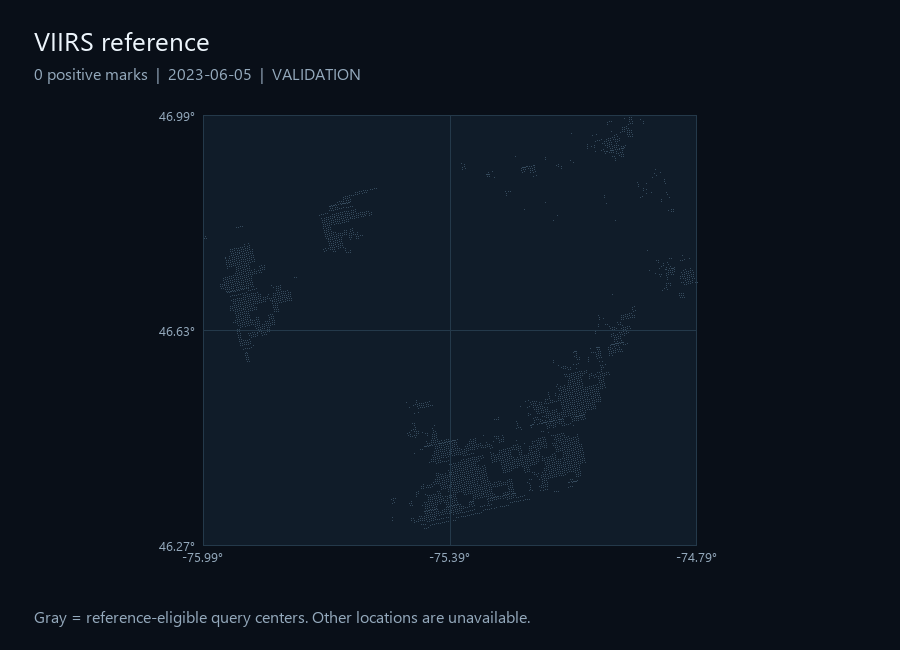 VIIRS reference
0 positive marks | 2023-06-05 | VALIDATION
46.99°
46.63°
46.27°
-75.99°
-75.39°
-74.79°
Gray = reference-eligible query centers. Other locations are unavailable.